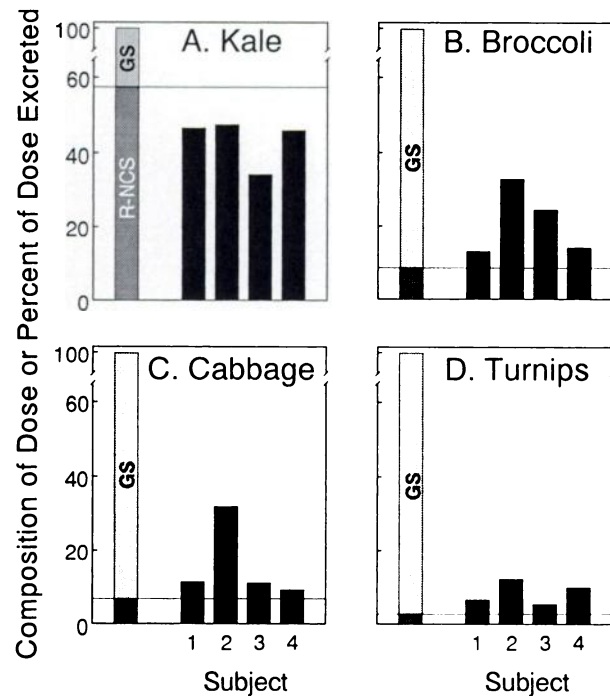 Composition of Dose or Percent of Dose Excreted
A. Kale
100
60
40
20
0
GS
R-NCS
B. Broccoli
GS
C. Cabbage
100
60
40
20
0
GS
1 2 3 4
Subject
D. Turnips
GS
1 2 3 4
Subject